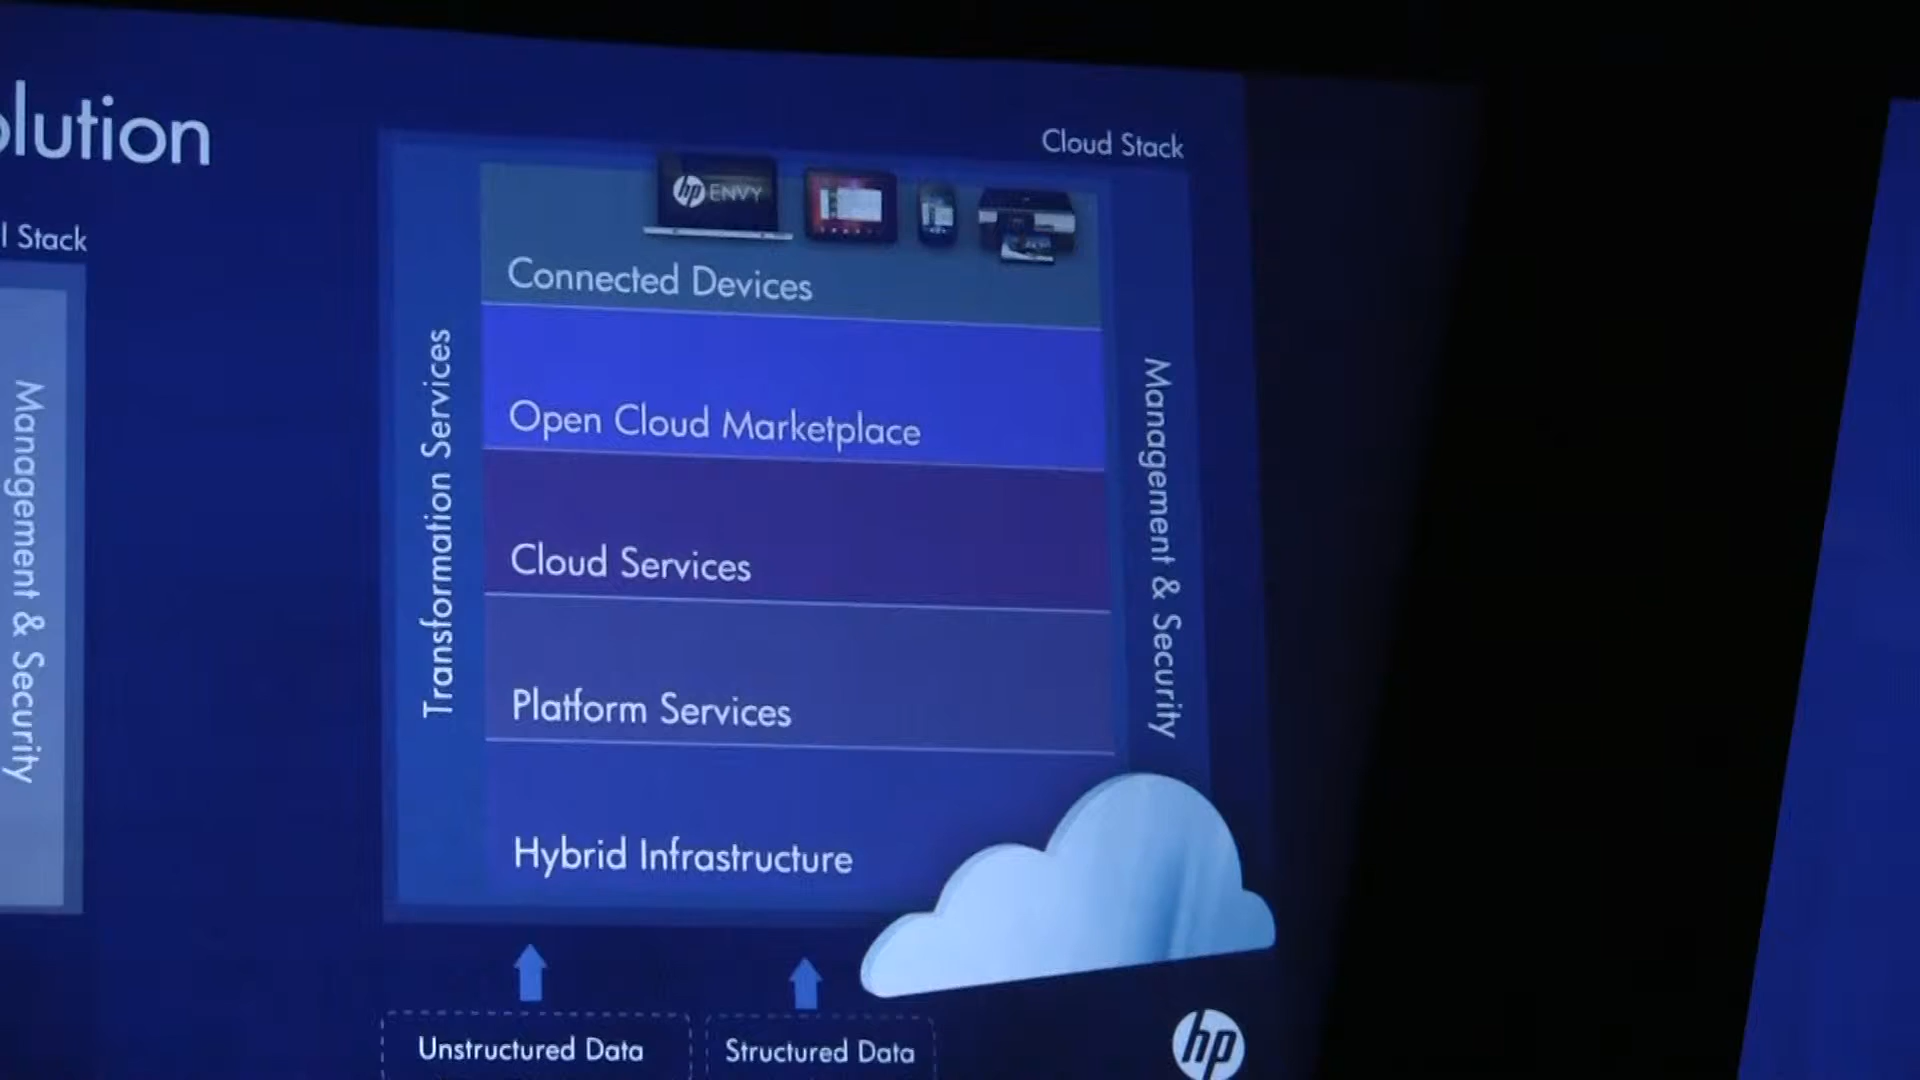 Cloud Stack
Stack
Management & Security
hp ENVY
Connected Devices
Open Cloud Marketplace
Cloud Services
Platform Services
Hybrid Infrastructure
Transformation Services
Management & Security
Unstructured Data
Structured Data
hp